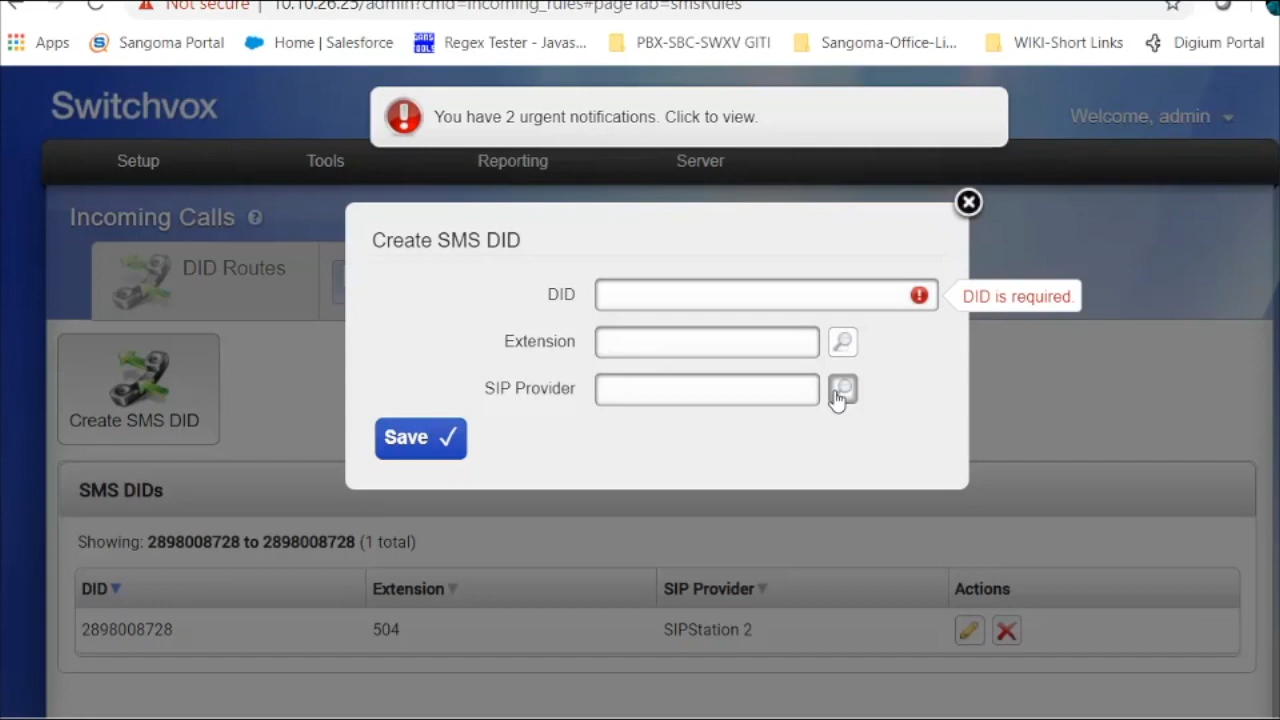 Not secure | 10.10.26.25/admin?cmd=incoming_rules#pageTab=smsRules
Apps Sangoma Portal Home | Salesforce Regex Tester - Javas... PBX-SBC-SWXV GITI Sangoma-Office-Li... WIKI-Short Links Digium Portal
Switchvox
You have 2 urgent notifications. Click to view.
Welcome, admin
Setup Tools Reporting Server
Incoming Calls ?
DID Routes
Create SMS DID
DID
DID is required.
Extension
SIP Provider
Save
Create SMS DID
SMS DIDs
Showing: 2898008728 to 2898008728 (1 total)
DID Extension SIP Provider Actions
2898008728 504 SIPStation 2